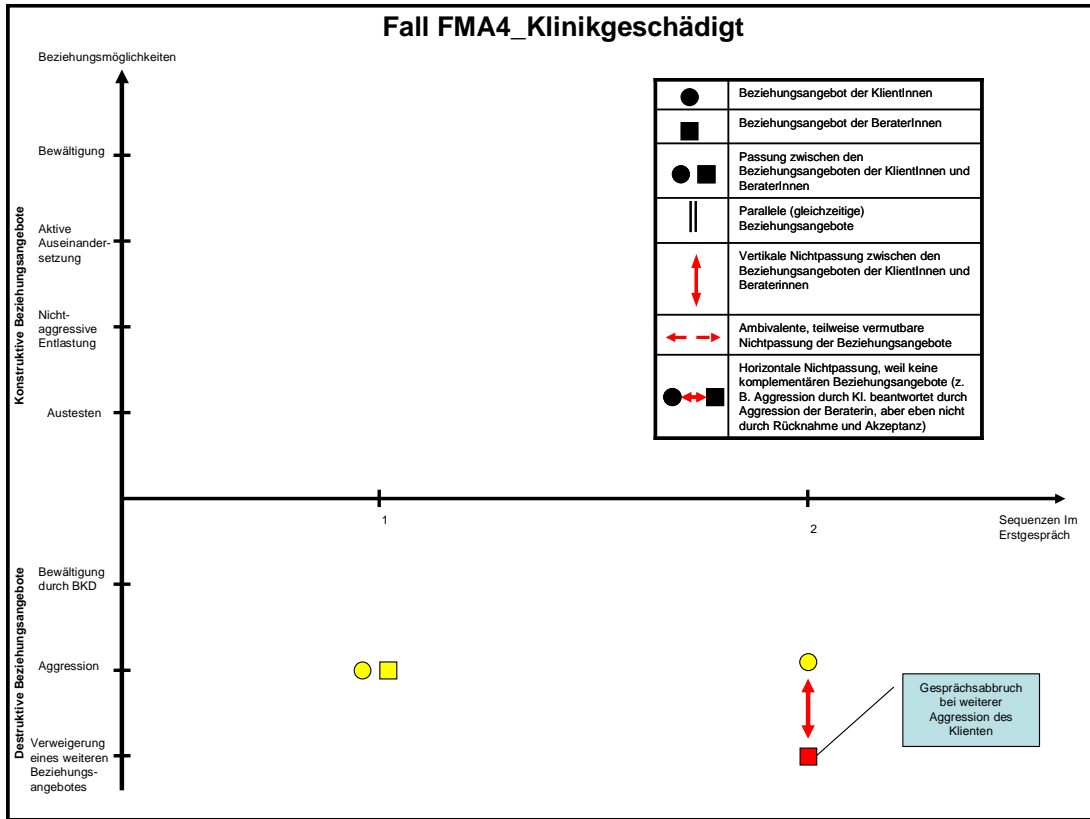 Fall FMA4_Klinikgeschädigt
Beziehungsmöglichkeiten
Konstruktive Beziehungsangebote
Bewältigung
Aktive
Auseinander-
setzung
Nicht-
aggressive
Entlastung
Austesten
Beziehungsangebot der KlientInnen
Beziehungsangebot der BeraterInnen
Passung zwischen den
Beziehungsangeboten der KlientInnen und
BeraterInnen
Parallele (gleichzeitige)
Beziehungsangebote
Vertikale Nichtpassung zwischen den
Beziehungsangeboten der KlientInnen und
Beraterinnen
Ambivalente, teilweise vermutbare
Nichtpassung der Beziehungsangebote
Horizontale Nichtpassung, weil keine
komplementären Beziehungsangebote (z.
B. Aggression durch Kl. beantwortet durch
Aggression der Beraterin, aber eben nicht
durch Rücknahme und Akzeptanz)
1
2
Sequenzen Im
Erstgespräch
Destruktive Beziehungsangebote
Bewältigung
durch BKD
Aggression
Verweigerung
eines weiteren
Beziehungs-
angebotes
Gesprächsabbruch
bei weiterer
Aggression des
Klienten